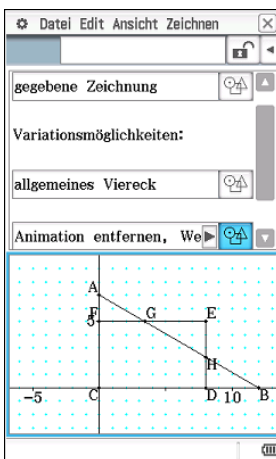 Datei Edit Ansicht Zeichnen
gegebene Zeichnung
Variationsmöglichkeiten:
allgemeines Viereck
Animation entfernen, We
A
F G E
5
H
-5 C D 10 B